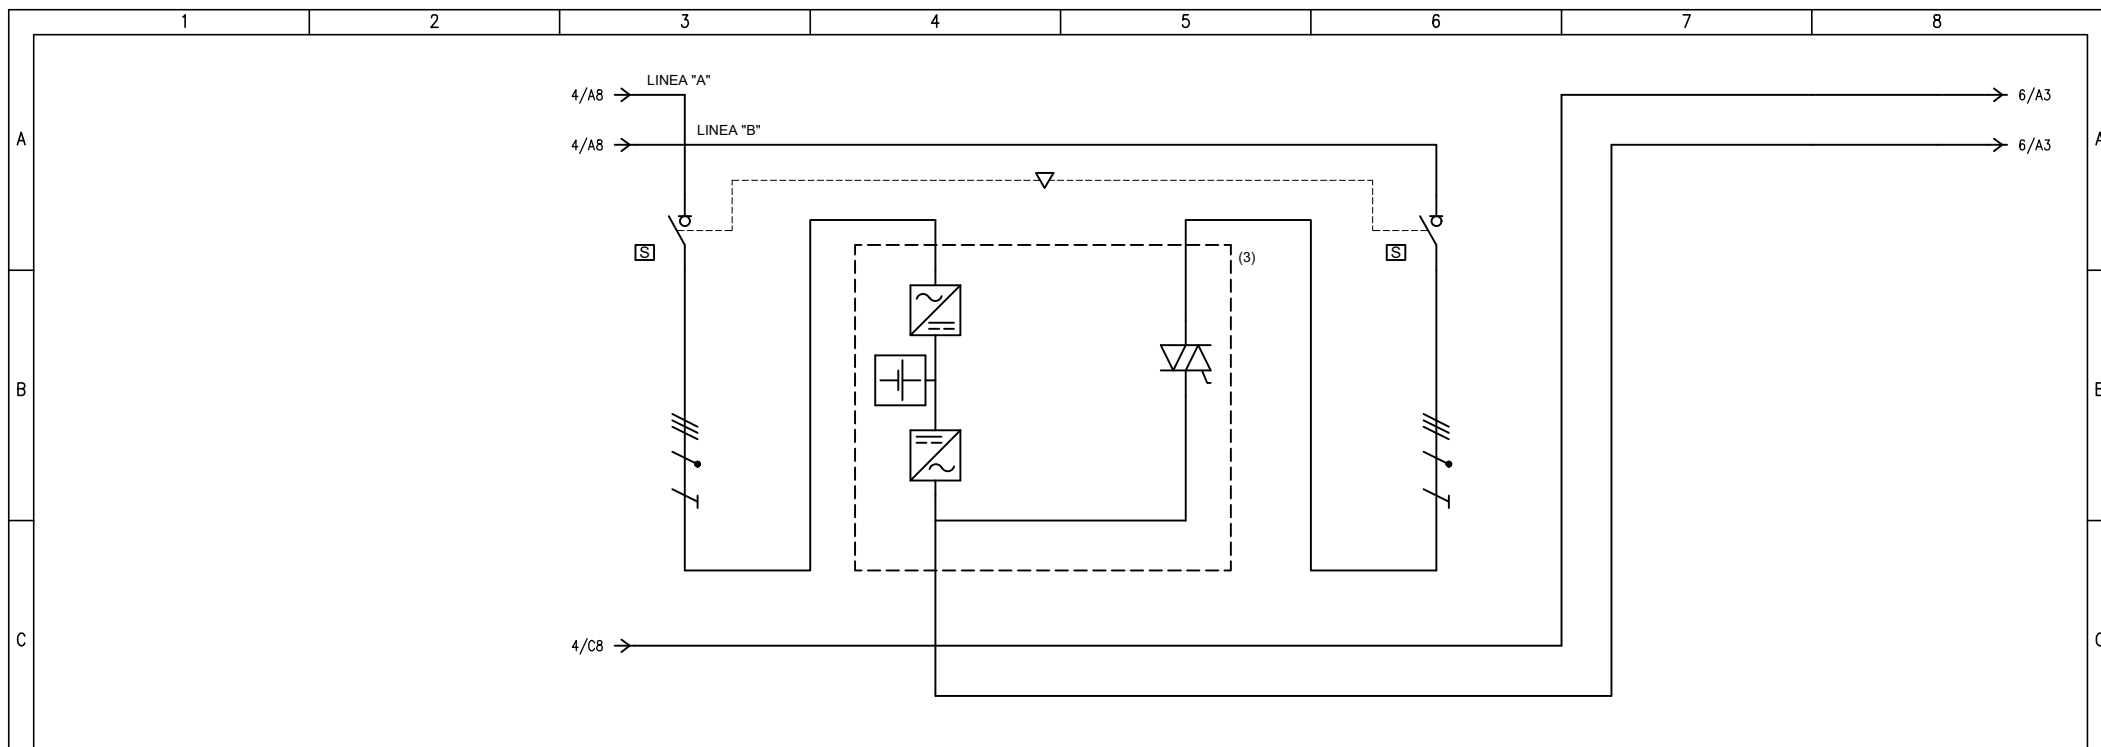 1 2 3 4 5 6 7 8
LINEA "A"
4/A8 6/A3
A A
LINEA "B"
4/A8 6/A3
S S
(3)
B B
C C
4/C8